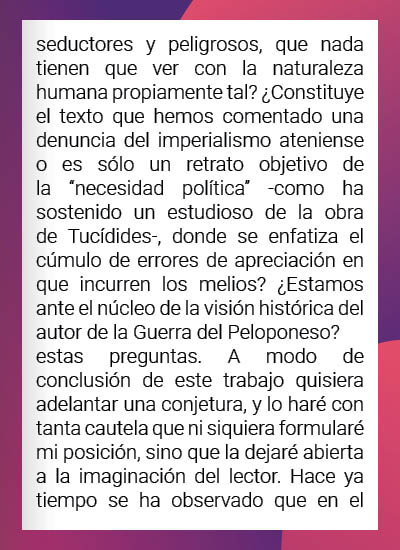 seductores y peligrosos, que nada
tienen que ver con la naturaleza
humana propiamente tal? ¿Constituye
el texto que hemos comentado una
denuncia del imperialismo ateniense
o es sólo un retrato objetivo de
la “necesidad política” -como ha
sostenido un estudioso de la obra
de Tucídides-, donde se enfatiza el
cúmulo de errores de apreciación en
que incurren los melios? ¿Estamos
ante el núcleo de la visión histórica del
autor de la Guerra del Peloponeso?
estas preguntas. A modo de
conclusión de este trabajo quisiera
adelantar una conjetura, y lo haré con
tanta cautela que ni siquiera formularé
mi posición, sino que la dejaré abierta
a la imaginación del lector. Hace ya
tiempo se ha observado que en el